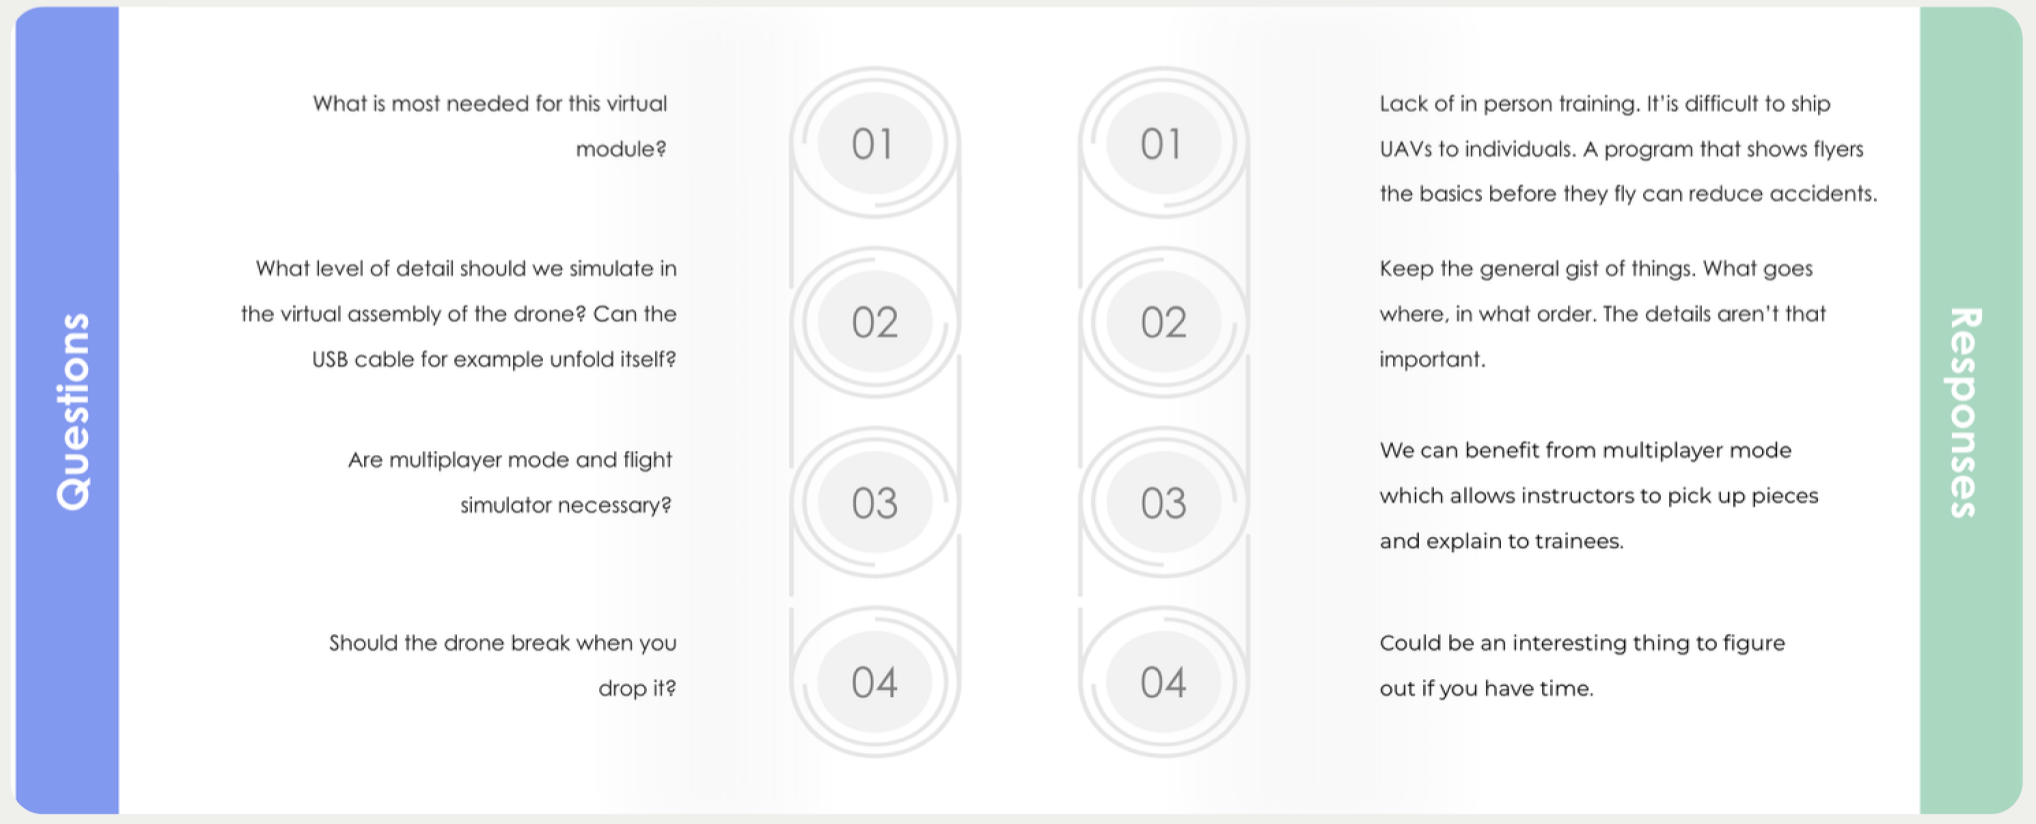 Questions
What is most needed for this virtual
module?
01
What level of detail should we simulate in
the virtual assembly of the drone? Can the
USB cable for example unfold itself?
02
Are multiplayer mode and flight
simulator necessary?
03
Should the drone break when you
drop it?
04
01
Lack of in person training. It'is difficult to ship
UAVs to individuals. A program that shows flyers
the basics before they fly can reduce accidents.
02
Keep the general gist of things. What goes
where, in what order. The details aren't that
important.
03
We can benefit from multiplayer mode
which allows instructors to pick up pieces
and explain to trainees.
04
Could be an interesting thing to figure
out if you have time.
Responses